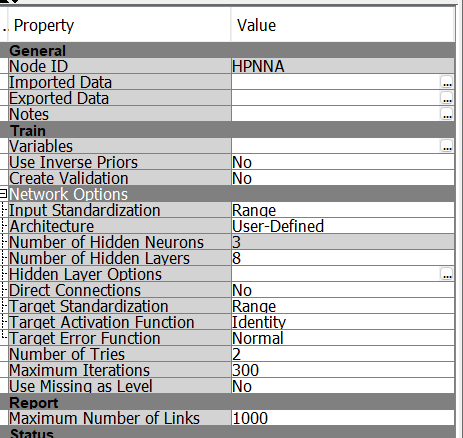 .. Property Value
General
Node ID HPNNA
Imported Data ...
Exported Data ...
Notes ...
Train
Variables ...
Use Inverse Priors No
Create Validation No
Network Options
Input Standardization Range
Architecture User-Defined
Number of Hidden Neurons 3
Number of Hidden Layers 8
Hidden Layer Options ...
Direct Connections No
Target Standardization Range
Target Activation Function Identity
Target Error Function Normal
Number of Tries 2
Maximum Iterations 300
Use Missing as Level No
Report
Maximum Number of Links 1000
Status